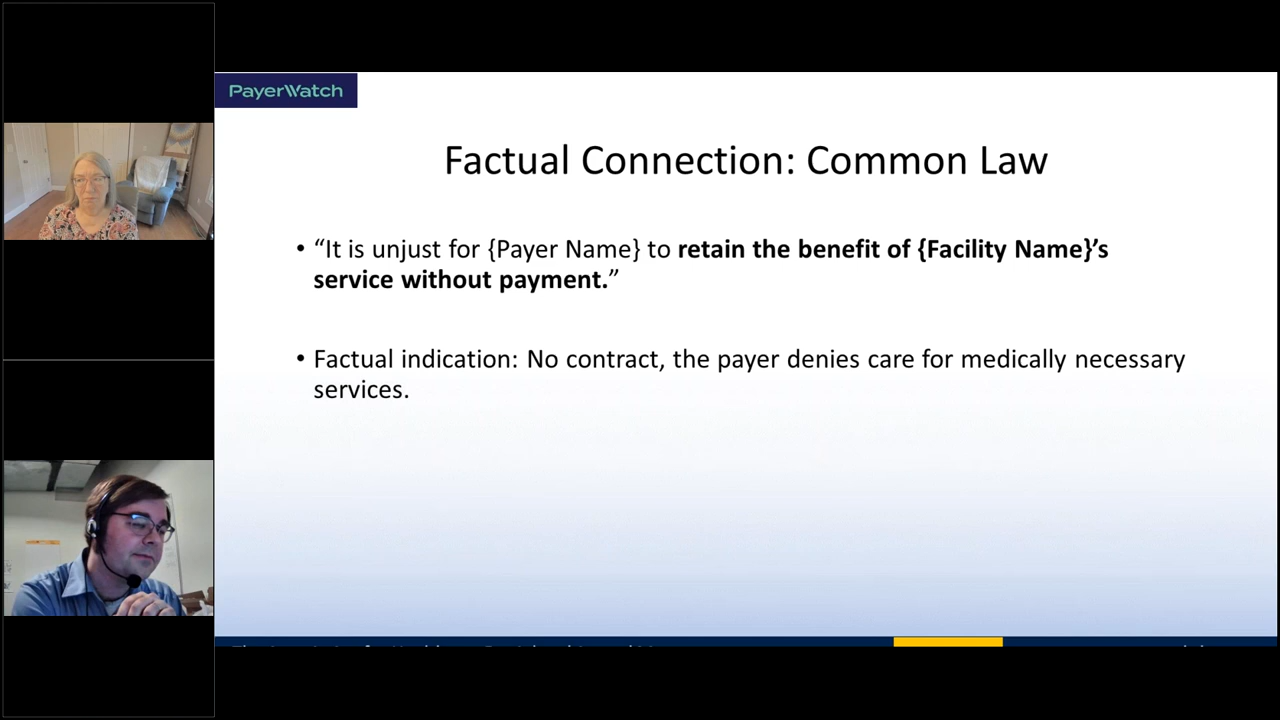 PayerWatch
Factual Connection: Common Law
• “It is unjust for {Payer Name} to retain the benefit of {Facility Name}’s
service without payment.”
• Factual indication: No contract, the payer denies care for medically necessary
services.